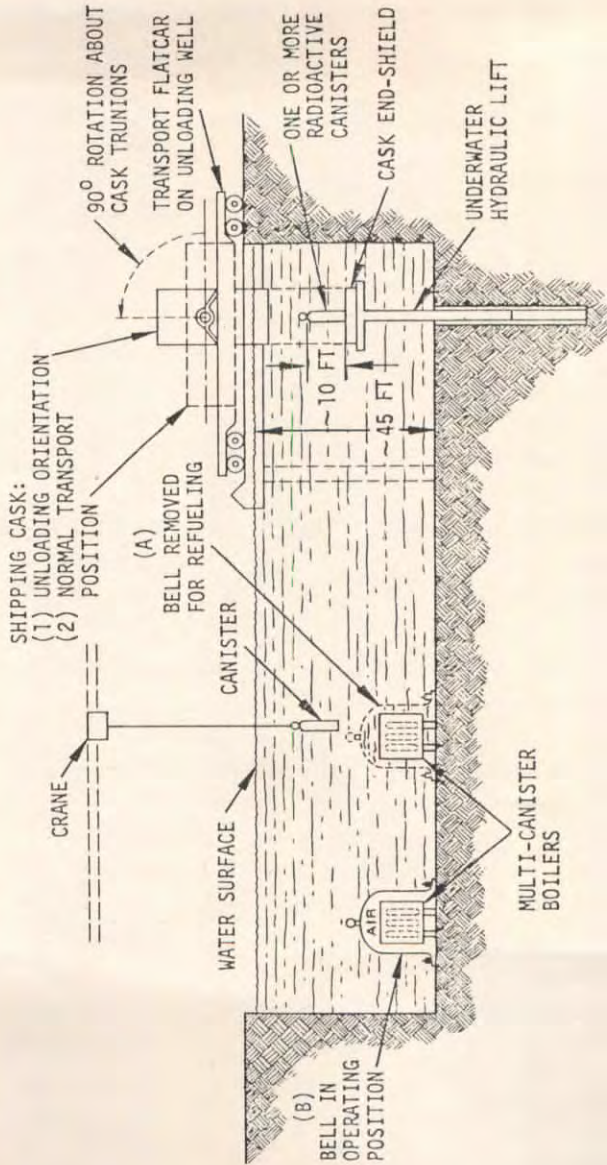 SHIPPING CASK:
(1) UNLOADING ORIENTATION
(2) NORMAL TRANSPORT
POSITION
90° ROTATION ABOUT
CASK TRUNIONS
TRANSPORT FLATCAR
ON UNLOADING WELL
ONE OR MORE
RADIOACTIVE
CANISTERS
CASK END-SHIELD
UNDERWATER
HYDRAULIC LIFT
~10 FT
~45 FT
CRANE
(A)
BELL REMOVED
FOR REFUELING
CANISTER
WATER SURFACE
AIR
MULTI-CANISTER
BOILERS
(B)
BELL IN
OPERATING
POSITION